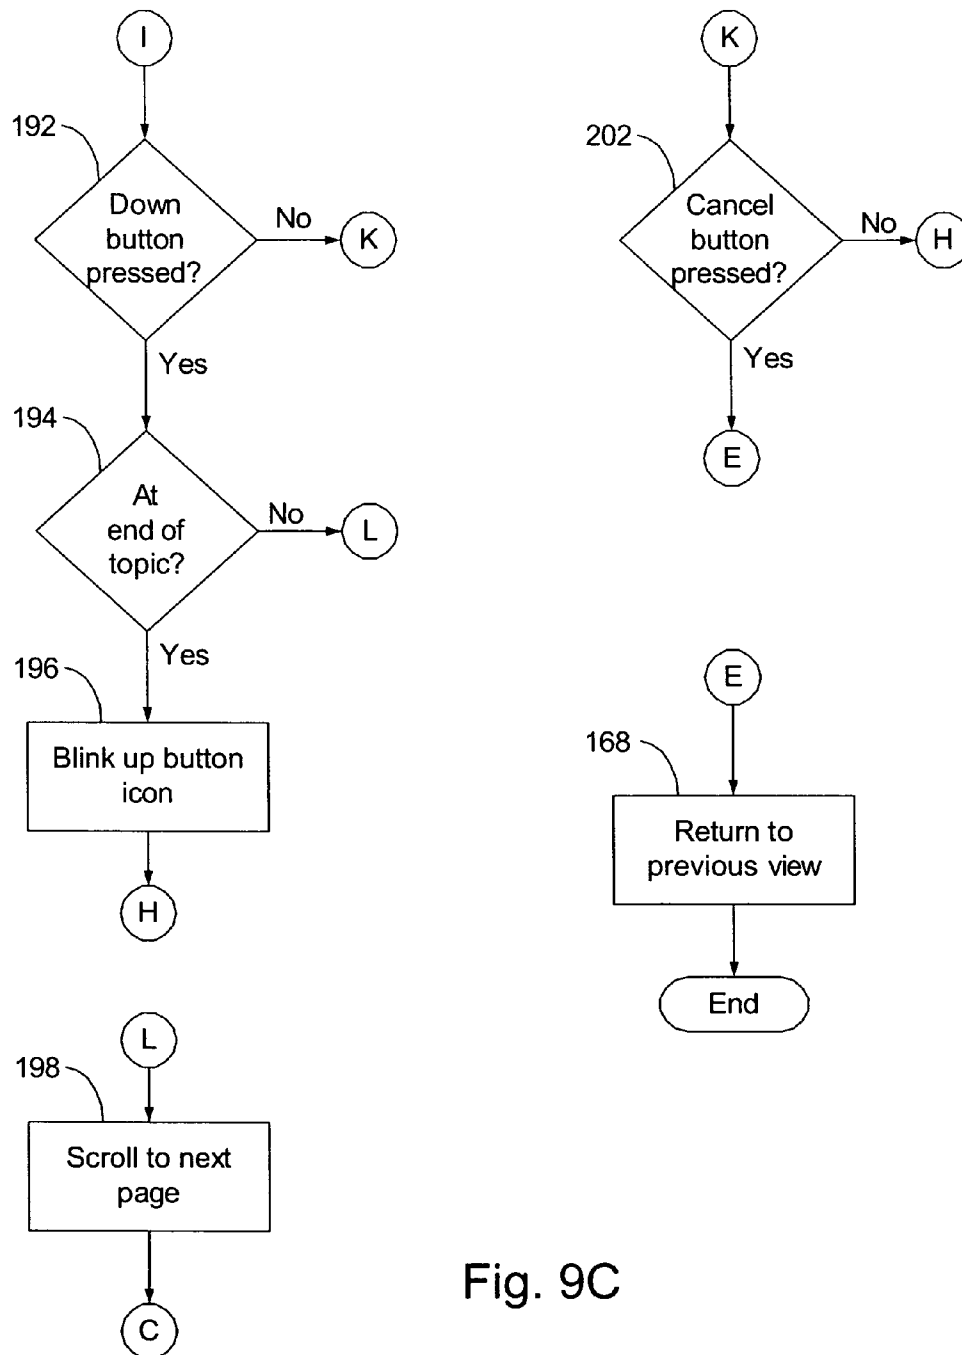 I
192
Down
button
pressed?
No
K
Yes
194
At
end of
topic?
No
L
Yes
196
Blink up button
icon
H
L
198
Scroll to next
page
C
K
202
Cancel
button
pressed?
No
H
Yes
E
E
168
Return to
previous view
End
Fig. 9C